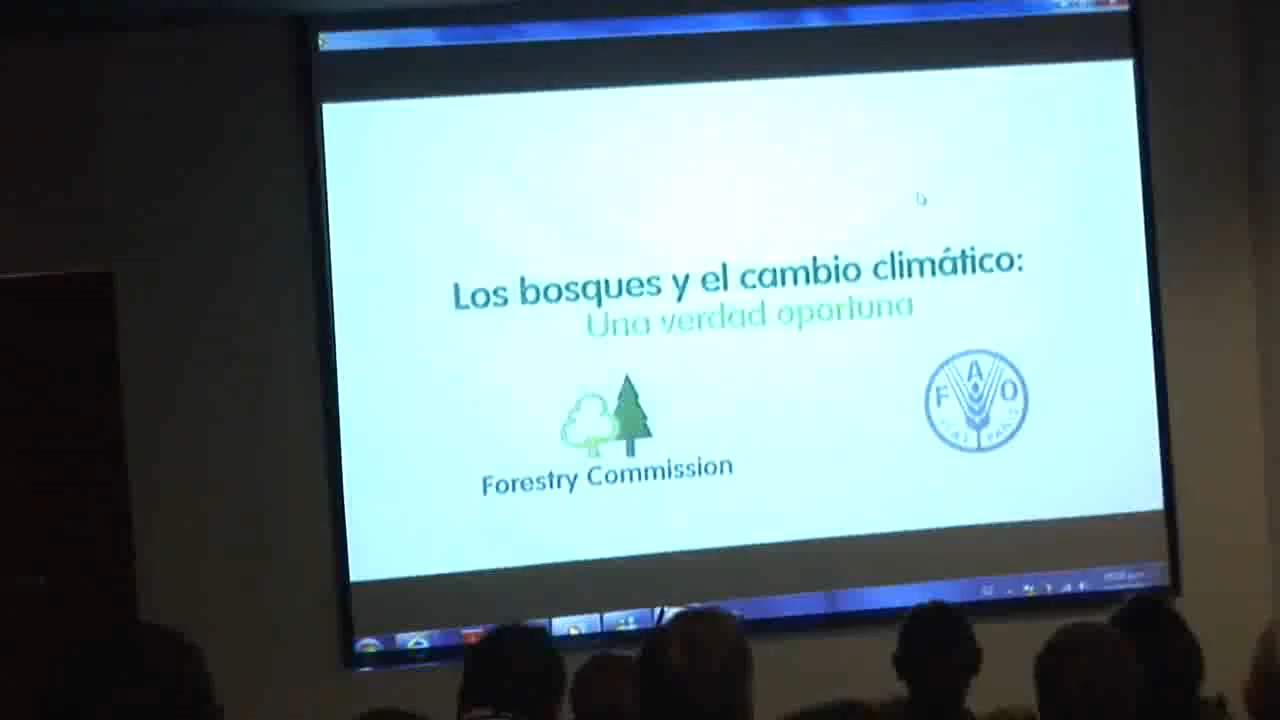 Los bosques y el cambio climático:
Una verdad oportuna
Forestry Commission
F A O